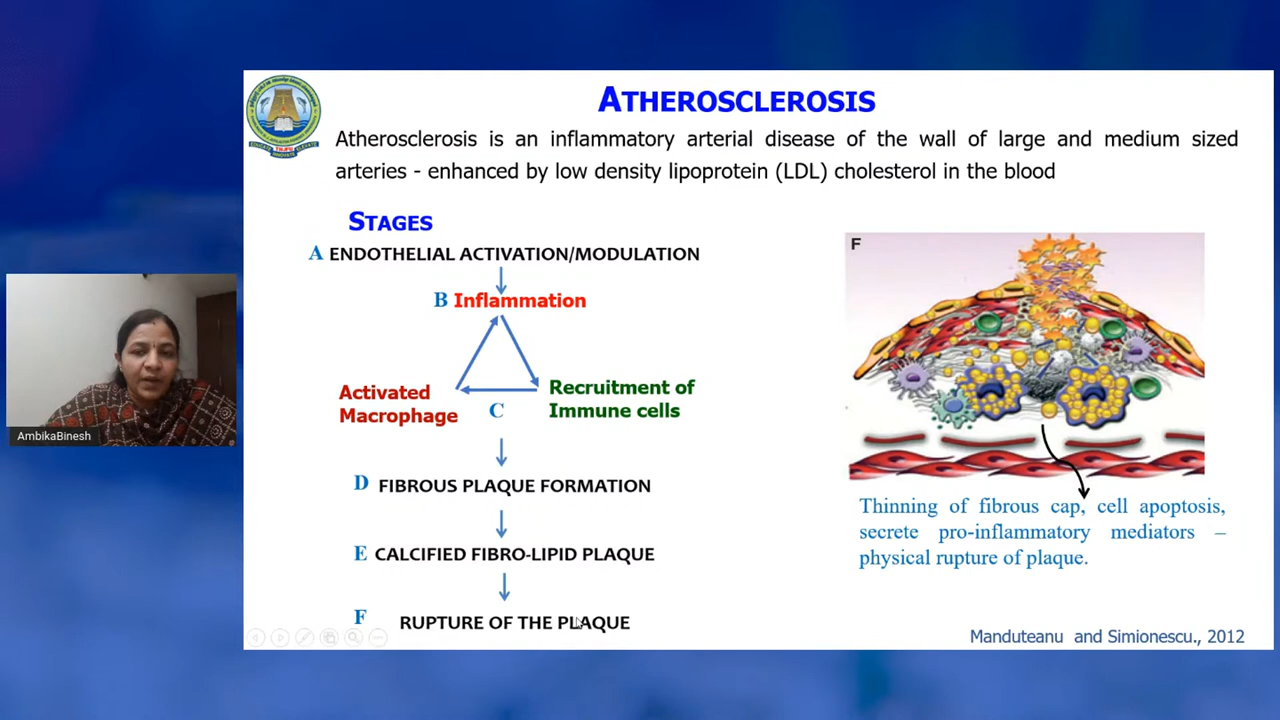 ATHEROSCLEROSIS
Atherosclerosis is an inflammatory arterial disease of the wall of large and medium sized
arteries - enhanced by low density lipoprotein (LDL) cholesterol in the blood
STAGES
A ENDOTHELIAL ACTIVATION/MODULATION
B Inflammation
Activated
Macrophage
C
Recruitment of
Immune cells
D FIBROUS PLAQUE FORMATION
E CALCIFIED FIBRO-LIPID PLAQUE
F RUPTURE OF THE PLAQUE
F
Thinning of fibrous cap, cell apoptosis,
secrete pro-inflammatory mediators –
physical rupture of plaque.
Manduteanu and Simionescu., 2012
AmbikaBinesh